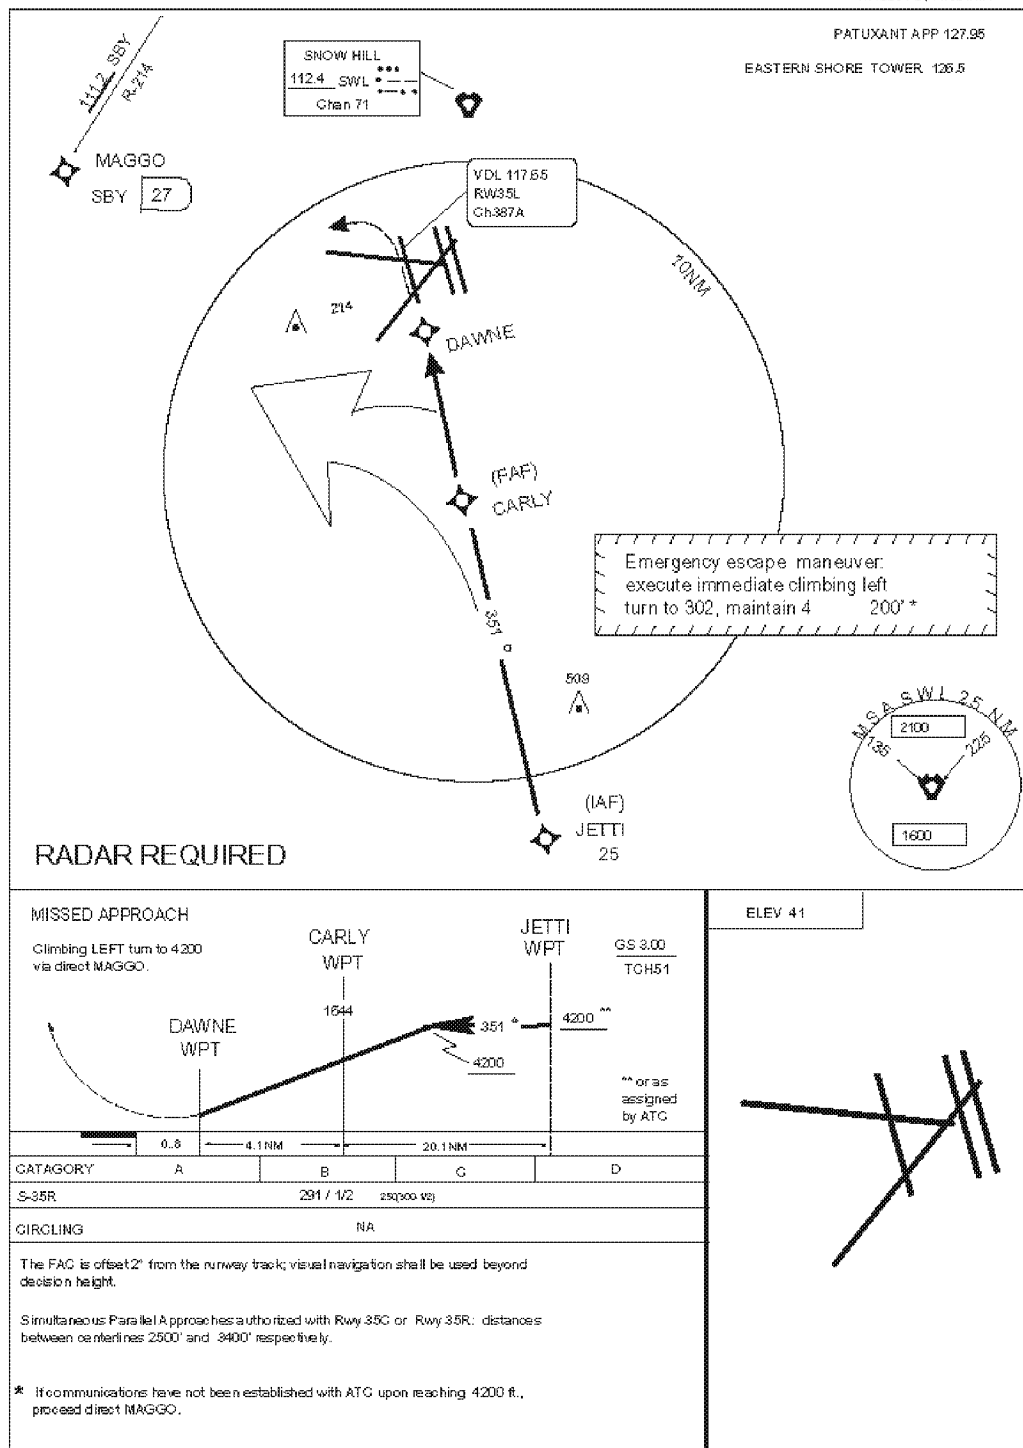 PATUXANT APP 127.95
EASTERN SHORE TOWER 126.5
111.2 SBY
R-214
SNOW HILL
112.4 SWL
Chan 71
MAGGO
SBY 27
VDL 117.65
RW35L
Ch387A
10NM
214
DAWNE
(FAF)
CARLY
Emergency escape maneuver:
execute immediate climbing left
turn to 302, maintain 4 200' *
351°
509
MSA SWL 25 NM
2100
135
225
1600
(IAF)
JETTI
25
RADAR REQUIRED
MISSED APPROACH
Climbing LEFT turn to 4200
via direct MAGGO.
CARLY
WPT
JETTI
WPT
GS 3.00
TCH51
1644
DAWNE
WPT
351°
4200 **
4200
** or as
assigned
by ATC
0.8
4.1NM
20.1NM
ELEV 41
CATAGORY A B C D
S-35R 291 / 1/2 250(300-1/2)
CIRCLING NA
The FAC is offset 2° from the runway track; visual navigation shall be used beyond
decision height.
Simultaneous Parallel Approaches authorized with Rwy 35C or Rwy 35R: distances
between centerlines 2500' and 3400' respectively.
* If communications have not been established with ATC upon reaching 4200 ft.,
proceed direct MAGGO.